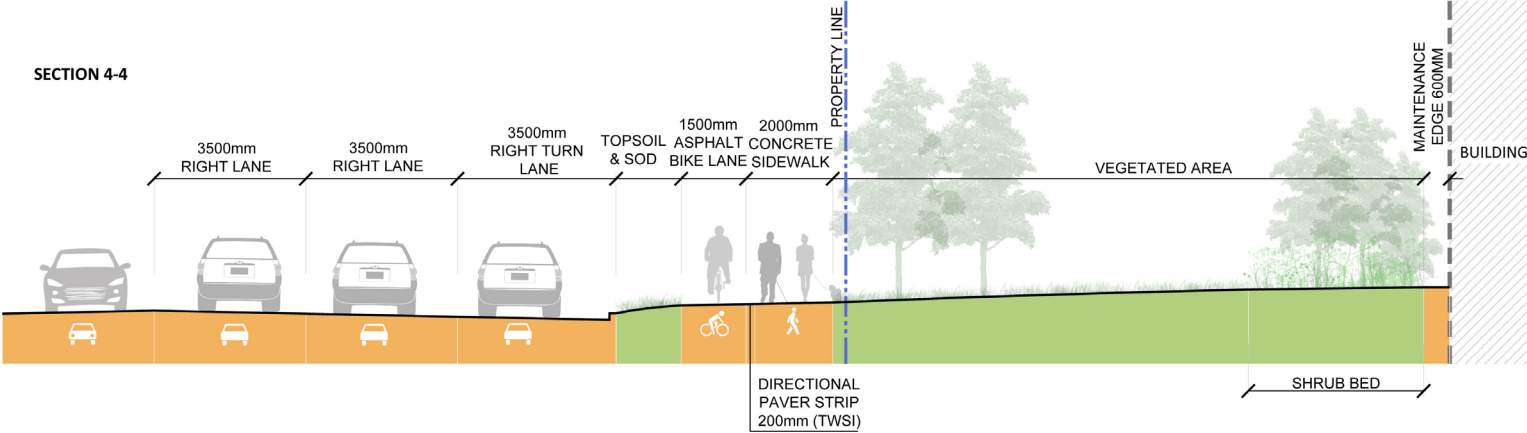 SECTION 4-4
3500mm
RIGHT LANE
3500mm
RIGHT LANE
3500mm
RIGHT TURN
LANE
TOPSOIL
& SOD
1500mm
ASPHALT
BIKE LANE
2000mm
CONCRETE
SIDEWALK
PROPERTY LINE
VEGETATED AREA
MAINTENANCE
EDGE 600MM
BUILDING
DIRECTIONAL
PAVER STRIP
200mm (TWSI)
SHRUB BED